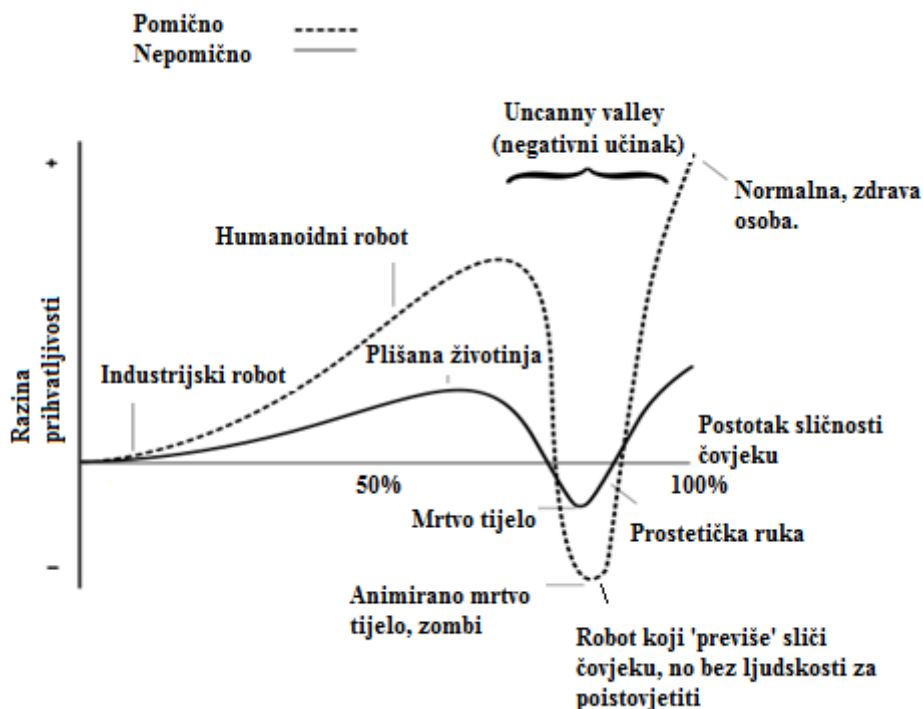 Pomično
Nepomično
Uncanny valley
(negativni učinak)
+
Normalna, zdrava
osoba.
Humanoidni robot
Plišana životinja
Industrijski robot
Razina
prihvatljivosti
Postotak sličnosti
čovjeku
50%
100%
Mrtvo tijelo
Prostetička ruka
–
Animirano mrtvo
tijelo, zombi
Robot koji 'previše' sliči
čovjeku, no bez ljudskosti za
poistovjetiti